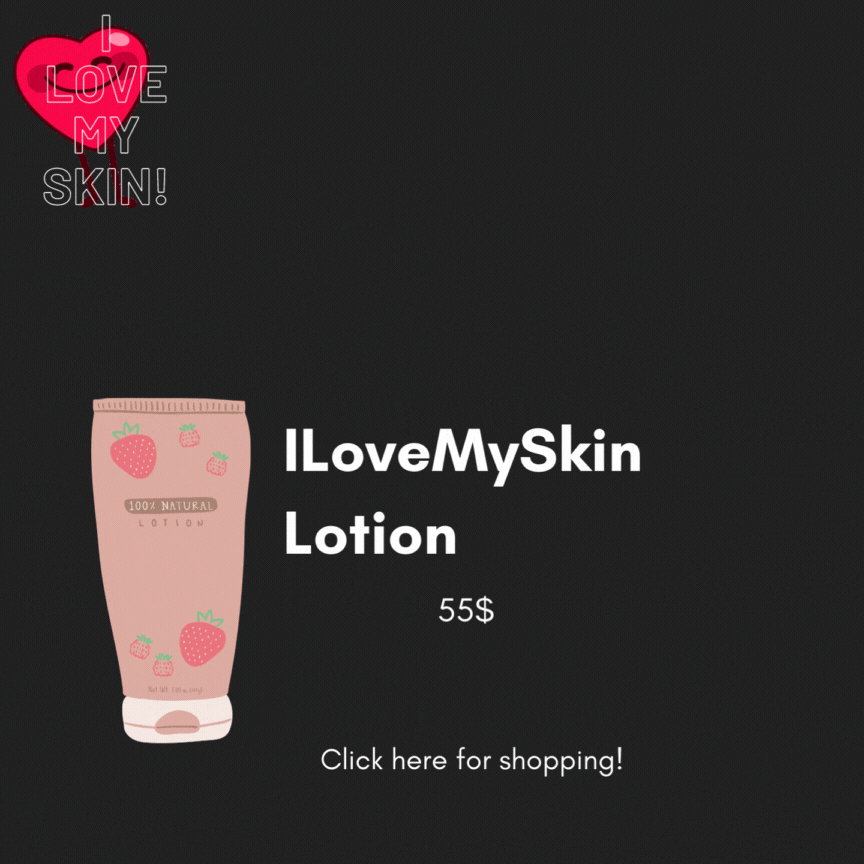 I
LOVE
MY
SKIN!
ILoveMySkin
Lotion
100% NATURAL
LOTION
55$
Click here for shopping!